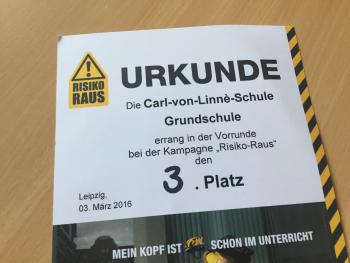 RISIKO
RAUS
URKUNDE
Die Carl-von-Linnè-Schule
Grundschule
errang in der Vorrunde
bei der Kampagne „Risiko-Raus"
den
3. Platz
Leipzig,
03. März 2016
MEIN KOPF IST
SCHON IM UNTERRICHT